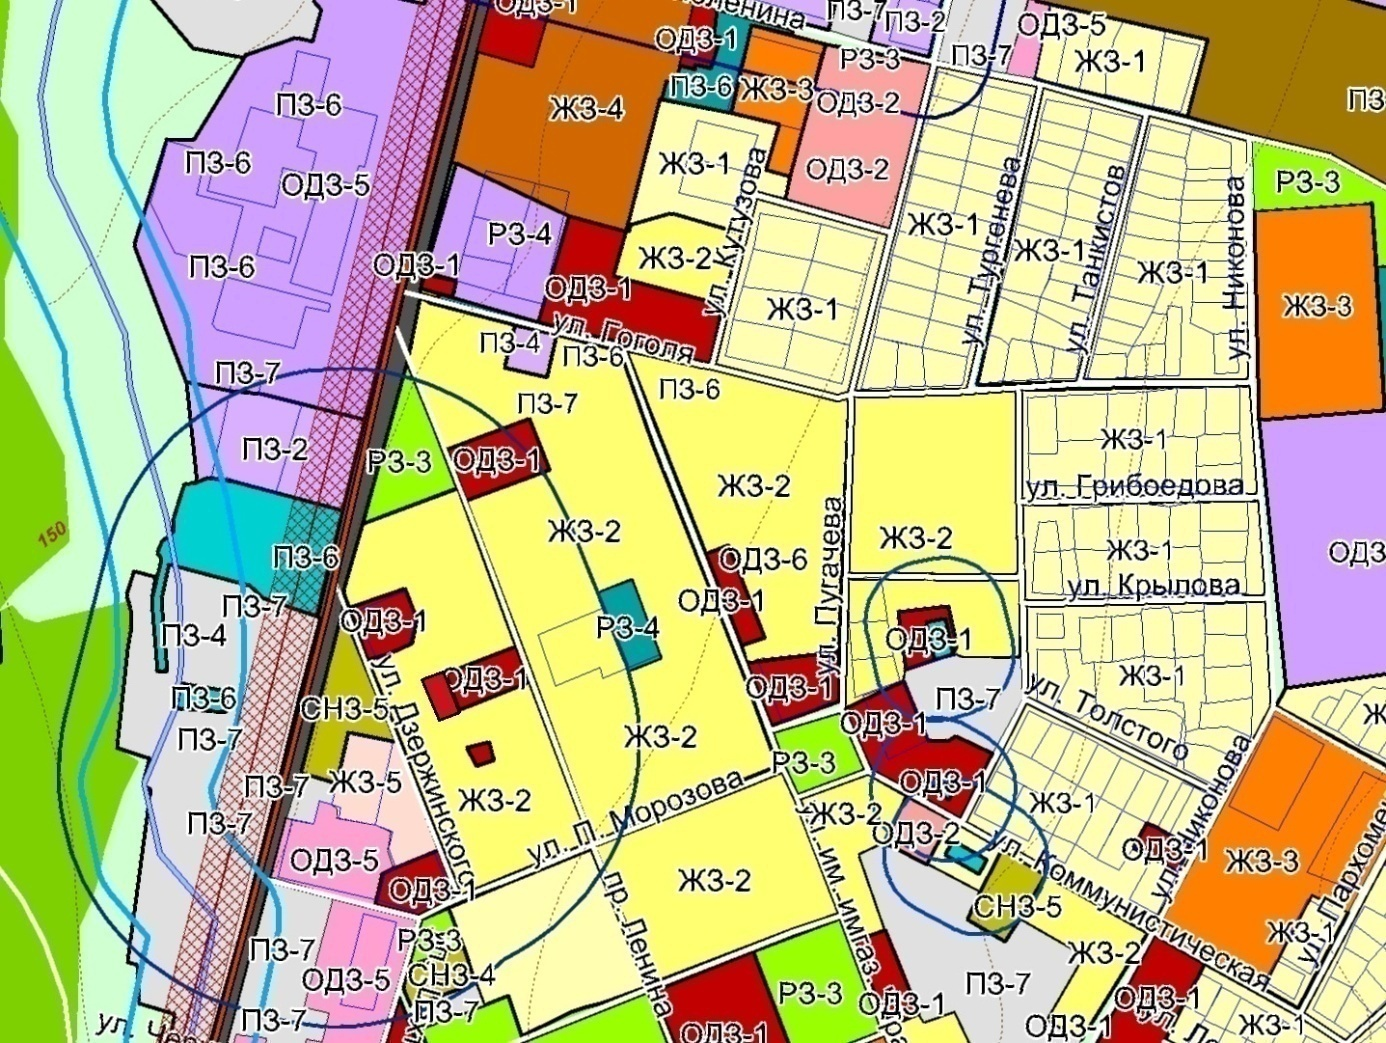 ОДЗ-1
ПЗ-7
ПЗ-2
ОДЗ-5
ОДЗ-1
РЗ-3
ПЗ-7
ЖЗ-1
ПЗ-6
ЖЗ-4
ПЗ-6
ЖЗ-3
ОДЗ-2
ПЗ-6
ОДЗ-5
ЖЗ-1
ОДЗ-2
РЗ-3
ул. Кутузова
ул. Тургенева
ул. Танкистов
ул. Никонова
РЗ-4
ЖЗ-1
ЖЗ-1
ПЗ-6
ОДЗ-1
ЖЗ-2
ЖЗ-1
ОДЗ-1
ЖЗ-1
ЖЗ-3
ул. Гоголя
ПЗ-4
ПЗ-6
ПЗ-7
ПЗ-7
ПЗ-6
ПЗ-2
РЗ-3
ОДЗ-1
ЖЗ-1
ЖЗ-2
ул. Грибоедова
150
ЖЗ-2
ЖЗ-2
ул. Пугачева
ПЗ-6
ОДЗ-6
ЖЗ-1
ул. Крылова
ПЗ-7
ОДЗ-1
ОДЗ-1
ПЗ-4
РЗ-4
ОДЗ-1
ОДЗ-1
ОДЗ-1
ЖЗ-1
ПЗ-6
СНЗ-5
ул. Дзержинского
ПЗ-7
ул. Толстого
ПЗ-7
ЖЗ-2
ОДЗ-1
ПЗ-7
ЖЗ-5
РЗ-3
ОДЗ-1
ПЗ-7
ЖЗ-2
ул. П. Морозова
ЖЗ-2
ЖЗ-1
ул. Никонова
ОДЗ-5
ОДЗ-2
ОДЗ-1
ЖЗ-3
ОДЗ-1
ЖЗ-2
ул. Коммунистическая
СНЗ-5
пр. Ленина
ул. Пархоме
ПЗ-7
РЗ-3
ЖЗ-2
ЖЗ-1
ОДЗ-5
СНЗ-4
РЗ-3
ОДЗ-1
ПЗ-7
ОДЗ-1
ПЗ-7
ПЗ-7
ОДЗ-1
ОДЗ-1
ЖЗ-1